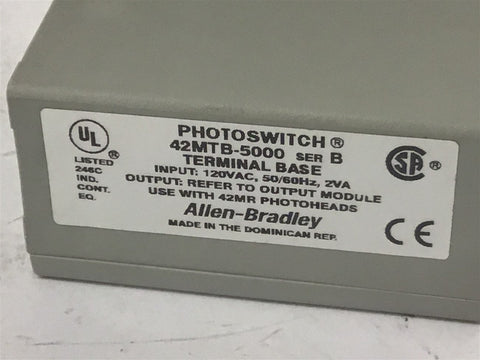 PHOTOSWITCH®
42MTB-5000 SER B
TERMINAL BASE
INPUT: 120VAC, 50/60Hz, 2VA
OUTPUT: REFER TO OUTPUT MODULE
USE WITH 42MR PHOTOHEADS
Allen-Bradley
MADE IN THE DOMINICAN REP.
UL ®
LISTED
246C
IND.
CONT.
EQ.
SA ®
CE